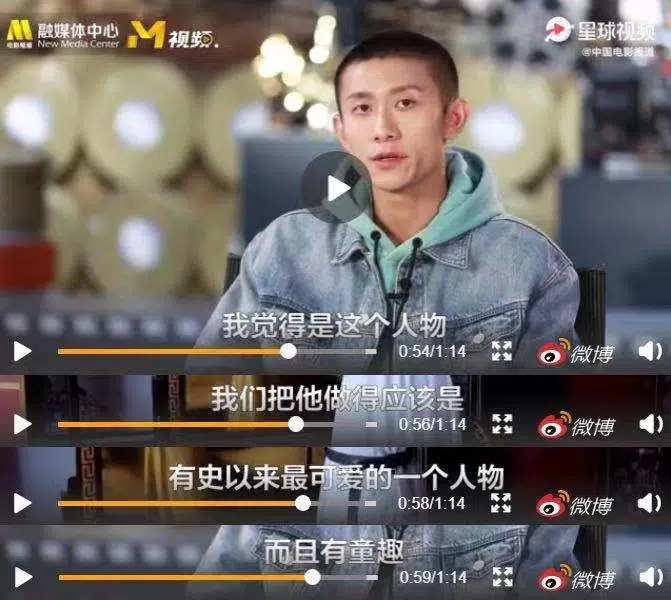 融媒体中心
电影频道 New Media Center
M视频.
星球视频
@中国电影报道
我觉得是这个人物
0:54/1:14
微博
我们把他做得应该是
0:56/1:14
微博
有史以来最可爱的一个人物
0:58/1:14
微博
而且有童趣
0:59/1:14
微博